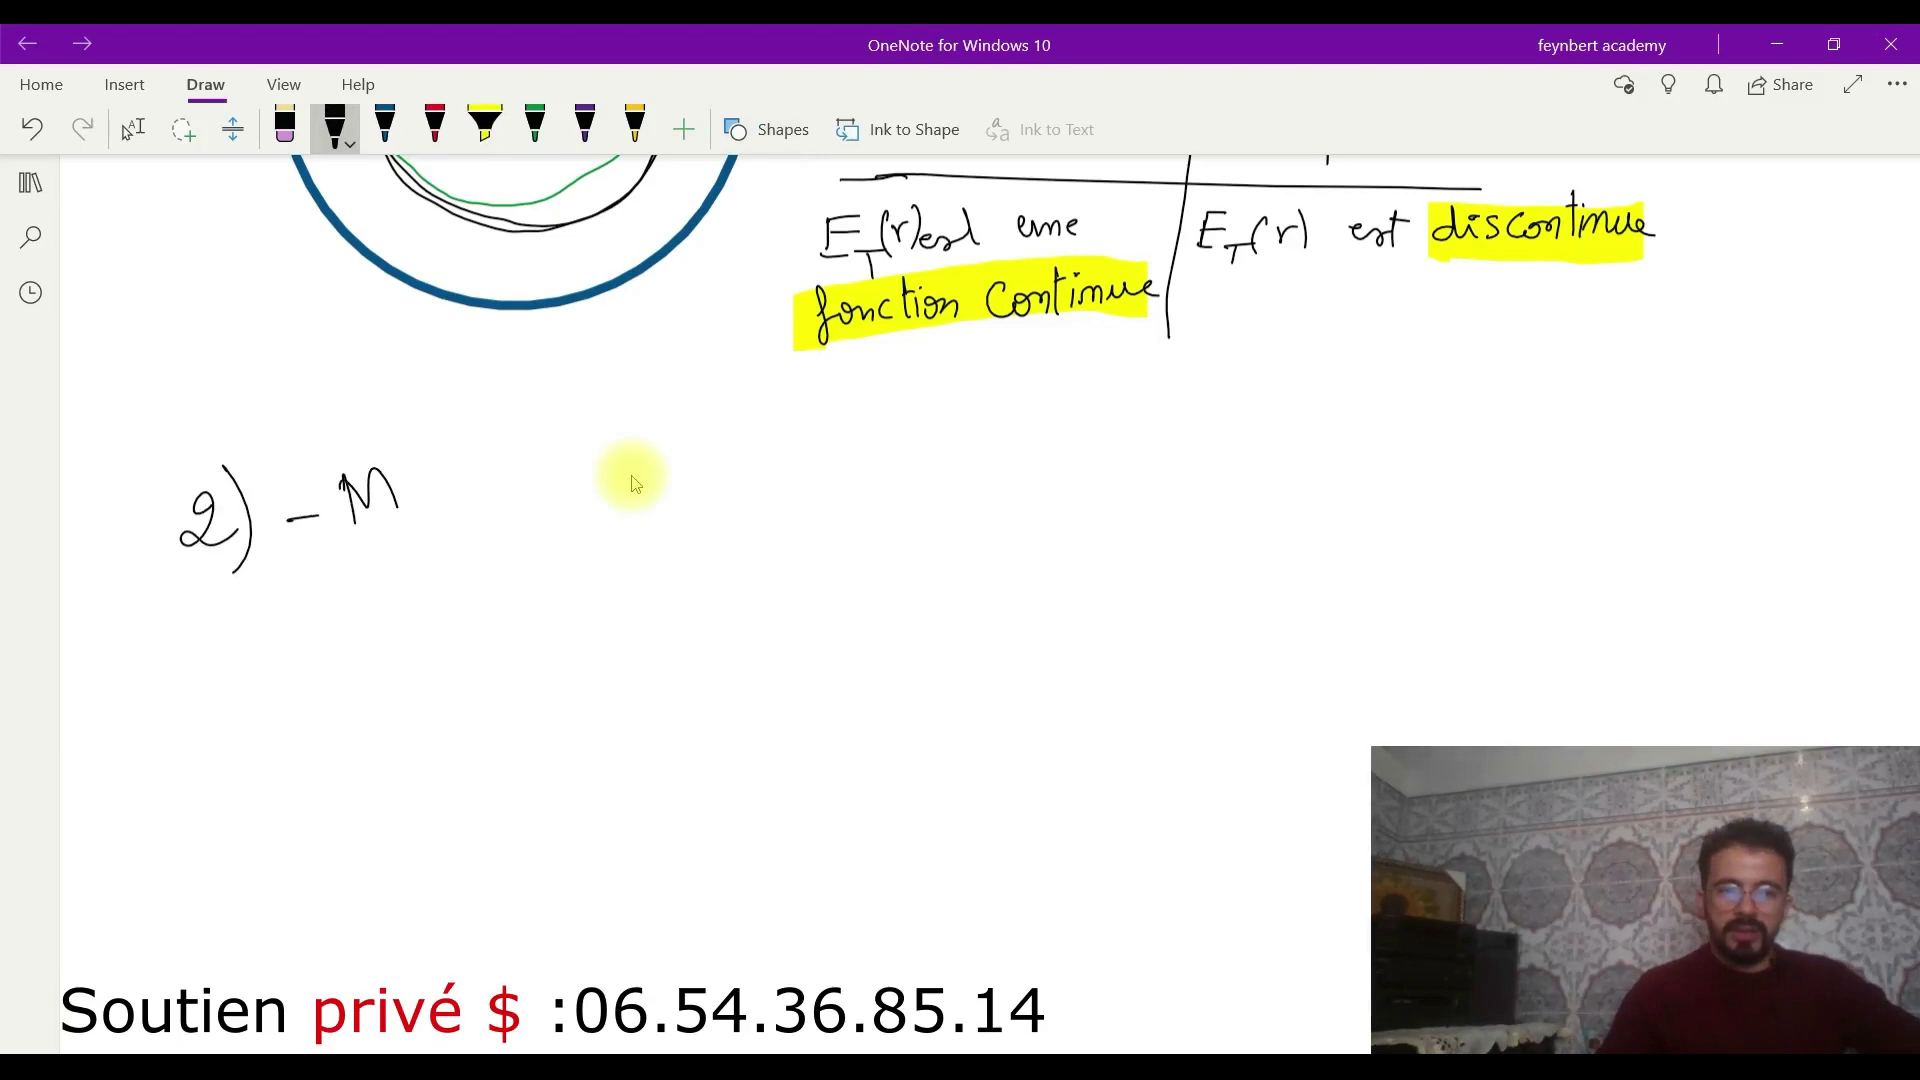 OneNote for Windows 10
feynbert academy
Home Insert Draw View Help
Share
Shapes Ink to Shape Ink to Text
E_T(r) est une
fonction continue
E_T(r) est discontinue
2) - M
Soutien privé $ :06.54.36.85.14